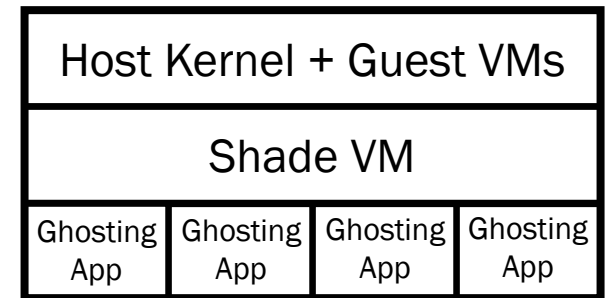 Host Kernel + Guest VMs
Shade VM
Ghosting Ghosting Ghosting Ghosting
App App App App